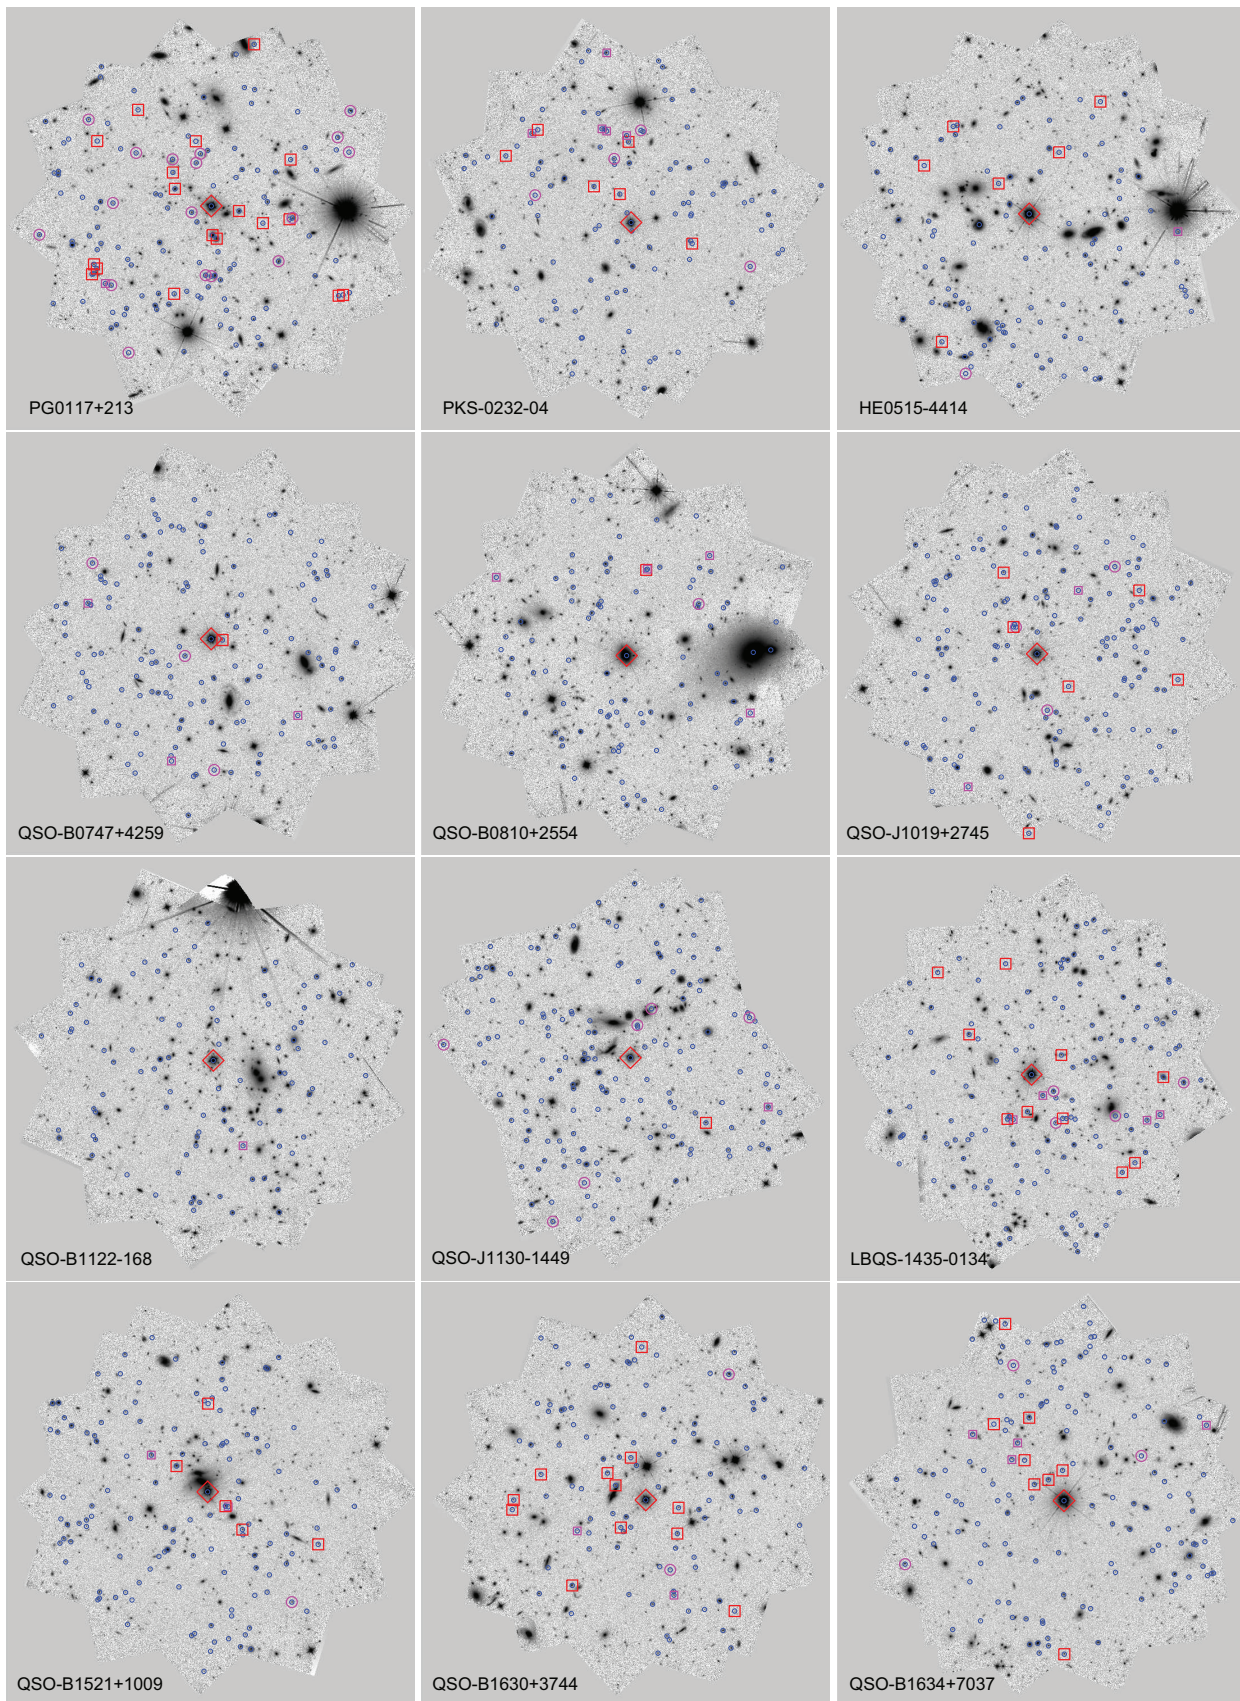 PG0117+213
PKS-0232-04
HE0515-4414
QSO-B0747+4259
QSO-B0810+2554
QSO-J1019+2745
QSO-B1122-168
QSO-J1130-1449
LBQS-1435-0134
QSO-B1521+1009
QSO-B1630+3744
QSO-B1634+7037